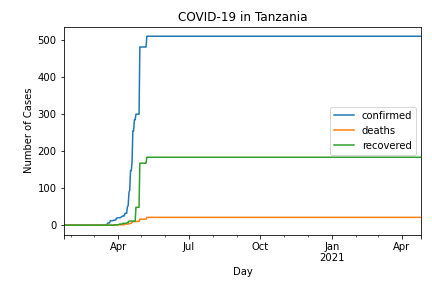 COVID-19 in Tanzania
Number of Cases
500
400
300
200
100
0
confirmed
deaths
recovered
Apr
Jul
Oct
Jan
2021
Apr
Day